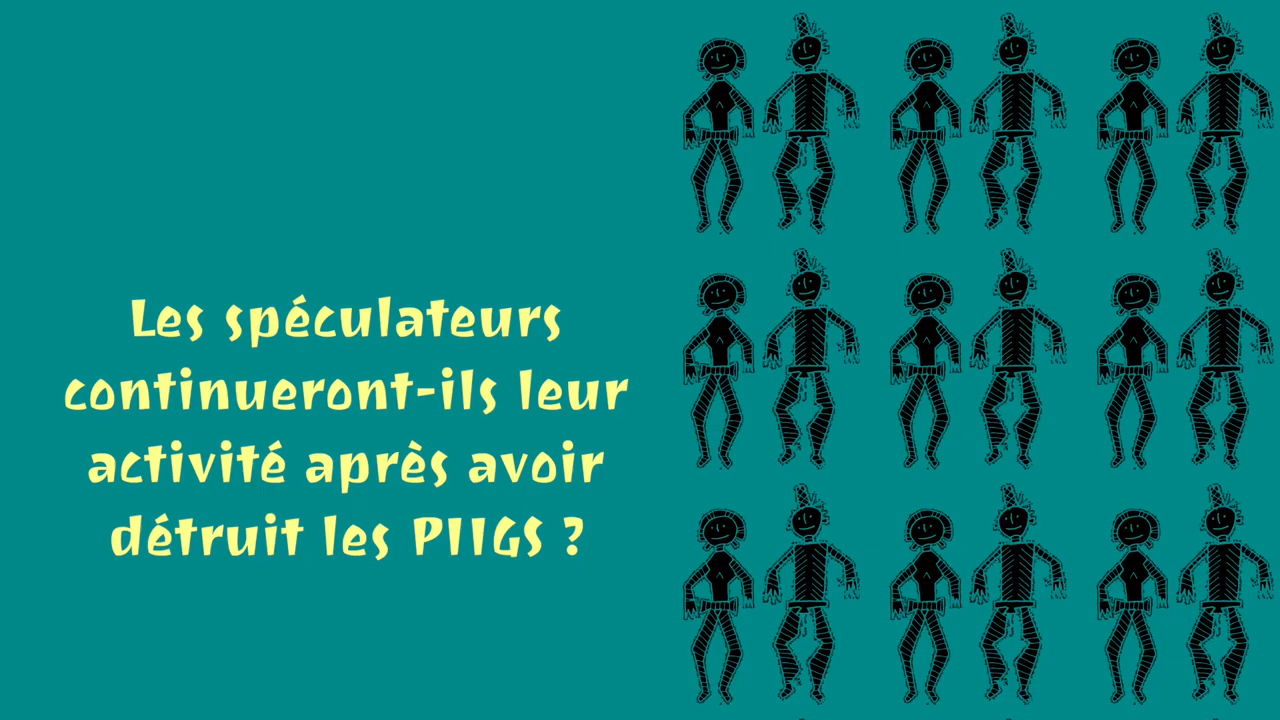 Les spéculateurs
continueront-ils leur
activité après avoir
détruit les PIIGS ?